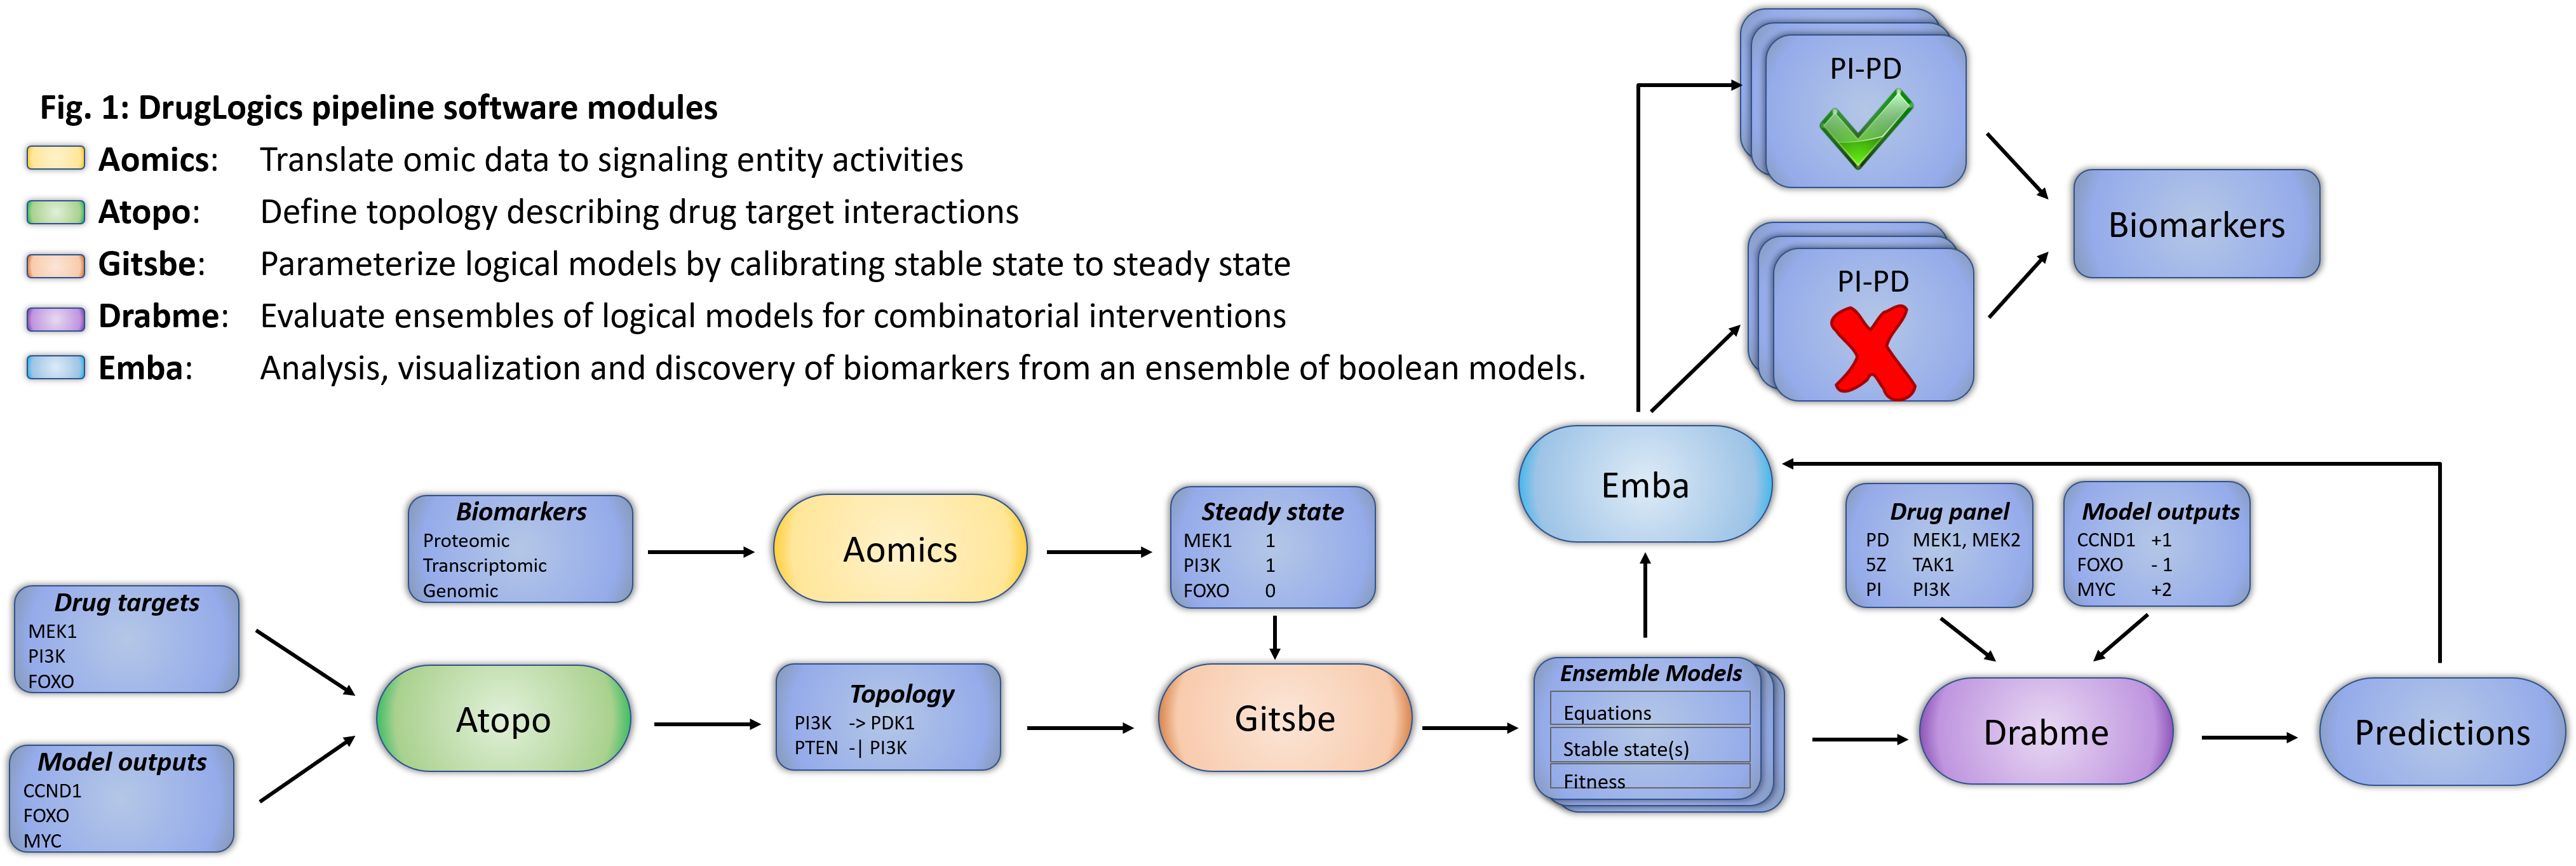 Fig. 1: DrugLogics pipeline software modules
Aomics: Translate omic data to signaling entity activities
Atopo: Define topology describing drug target interactions
Gitsbe: Parameterize logical models by calibrating stable state to steady state
Drabme: Evaluate ensembles of logical models for combinatorial interventions
Emba: Analysis, visualization and discovery of biomarkers from an ensemble of boolean models.
PI-PD
PI-PD
Biomarkers
Emba
Biomarkers
Proteomic
Transcriptomic
Genomic
Aomics
Steady state
MEK1 1
PI3K 1
FOXO 0
Drug panel
PD MEK1, MEK2
5Z TAK1
PI PI3K
Model outputs
CCND1 +1
FOXO - 1
MYC +2
Drug targets
MEK1
PI3K
FOXO
Model outputs
CCND1
FOXO
MYC
Atopo
Topology
PI3K -> PDK1
PTEN -| PI3K
Gitsbe
Ensemble Models
Equations
Stable state(s)
Fitness
Drabme
Predictions